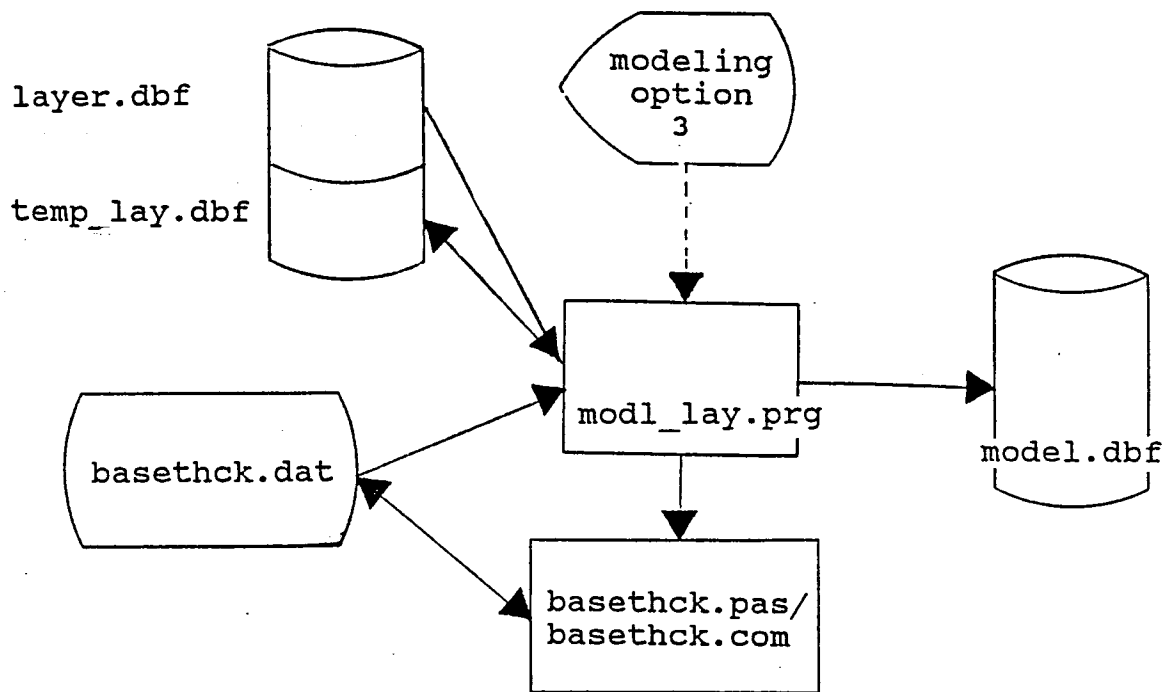 modeling
option
3
layer.dbf
temp_lay.dbf
modl_lay.prg
model.dbf
basethck.dat
basethck.pas/
basethck.com